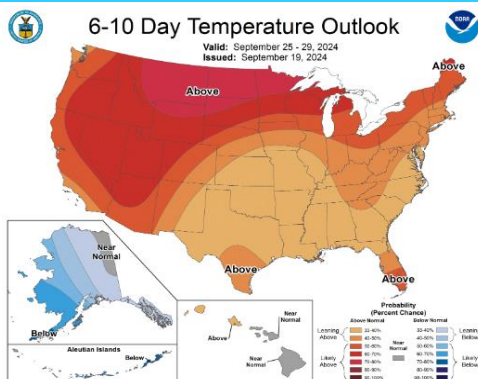 6-10 Day Temperature Outlook
NOAA
Valid: September 25 - 29, 2024
Issued: September 19, 2024
Above
Above
Above
Above
Near
Normal
Below
Aleutian Islands
Below
Above
Near
Normal
Near
Normal
Probability
(Percent Chance)
Above Normal
Below Normal
Leaning
Above
Likely
Above
Near
Normal
Leaning
Below
Likely
Below
33-40%
40-50%
50-60%
60-70%
70-80%
80-90%
90-100%
33-40%
40-50%
50-60%
60-70%
70-80%
80-90%
90-100%